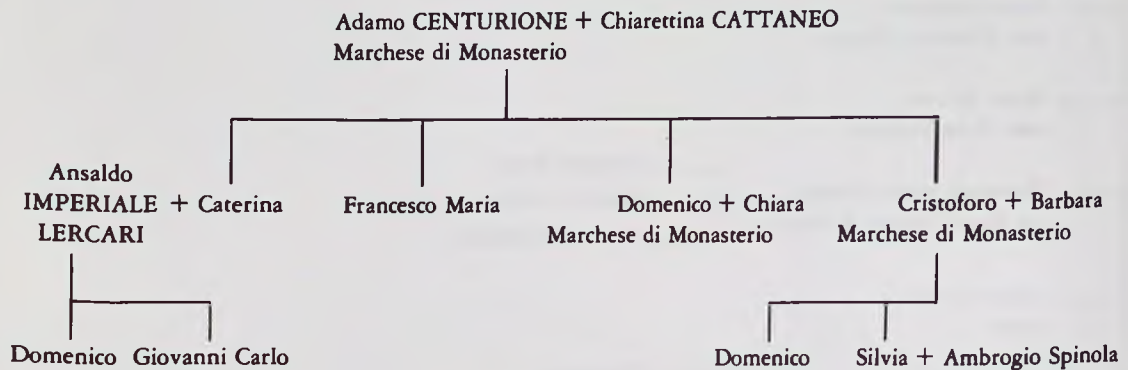 Adamo CENTURIONE + Chiarettina CATTANEO
Marchese di Monasterio
Ansaldo
IMPERIALE + Caterina
LERCARI
Francesco Maria
Domenico + Chiara
Marchese di Monasterio
Cristoforo + Barbara
Marchese di Monasterio
Domenico Giovanni Carlo
Domenico
Silvia + Ambrogio Spinola